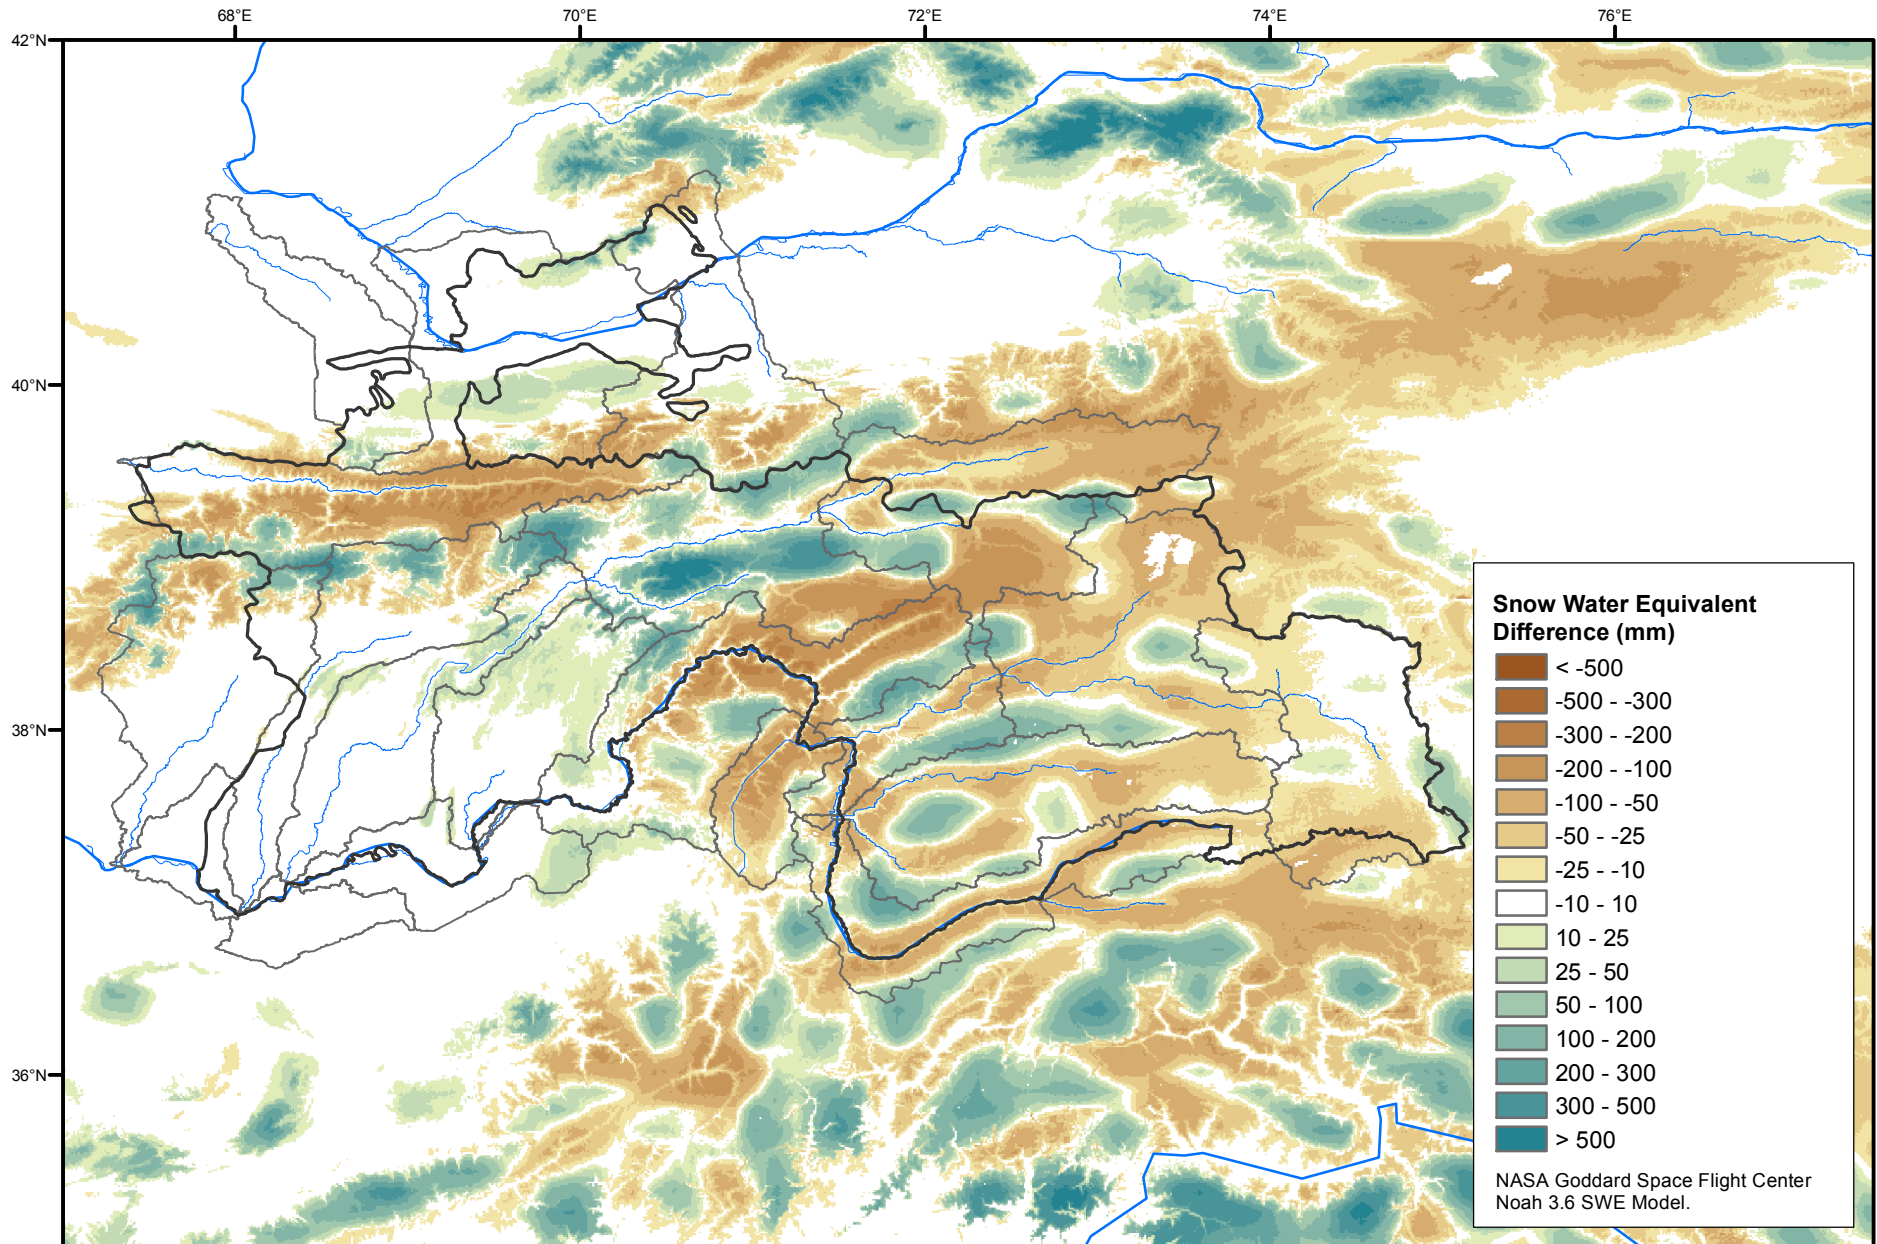 68°E
70°E
72°E
74°E
76°E
42°N
40°N
38°N
36°N
Snow Water Equivalent
Difference (mm)
< -500
-500 - -300
-300 - -200
-200 - -100
-100 - -50
-50 - -25
-25 - -10
-10 - 10
10 - 25
25 - 50
50 - 100
100 - 200
200 - 300
300 - 500
> 500
NASA Goddard Space Flight Center
Noah 3.6 SWE Model.